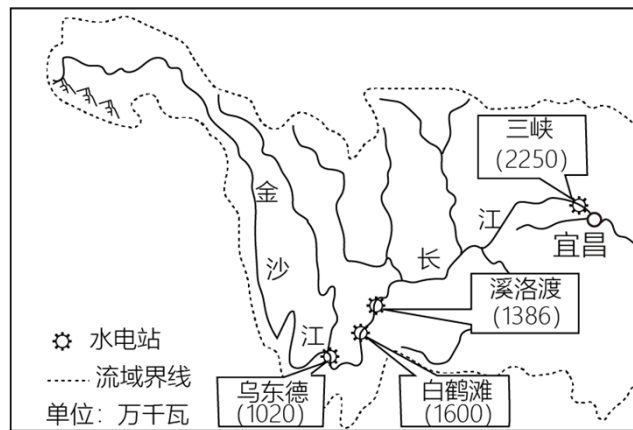 三峡
(2250)
金
江
宜昌
沙
长
溪洛渡
(1386)
江
水电站
流域界线
单位：万千瓦
乌东德
(1020)
白鹤滩
(1600)